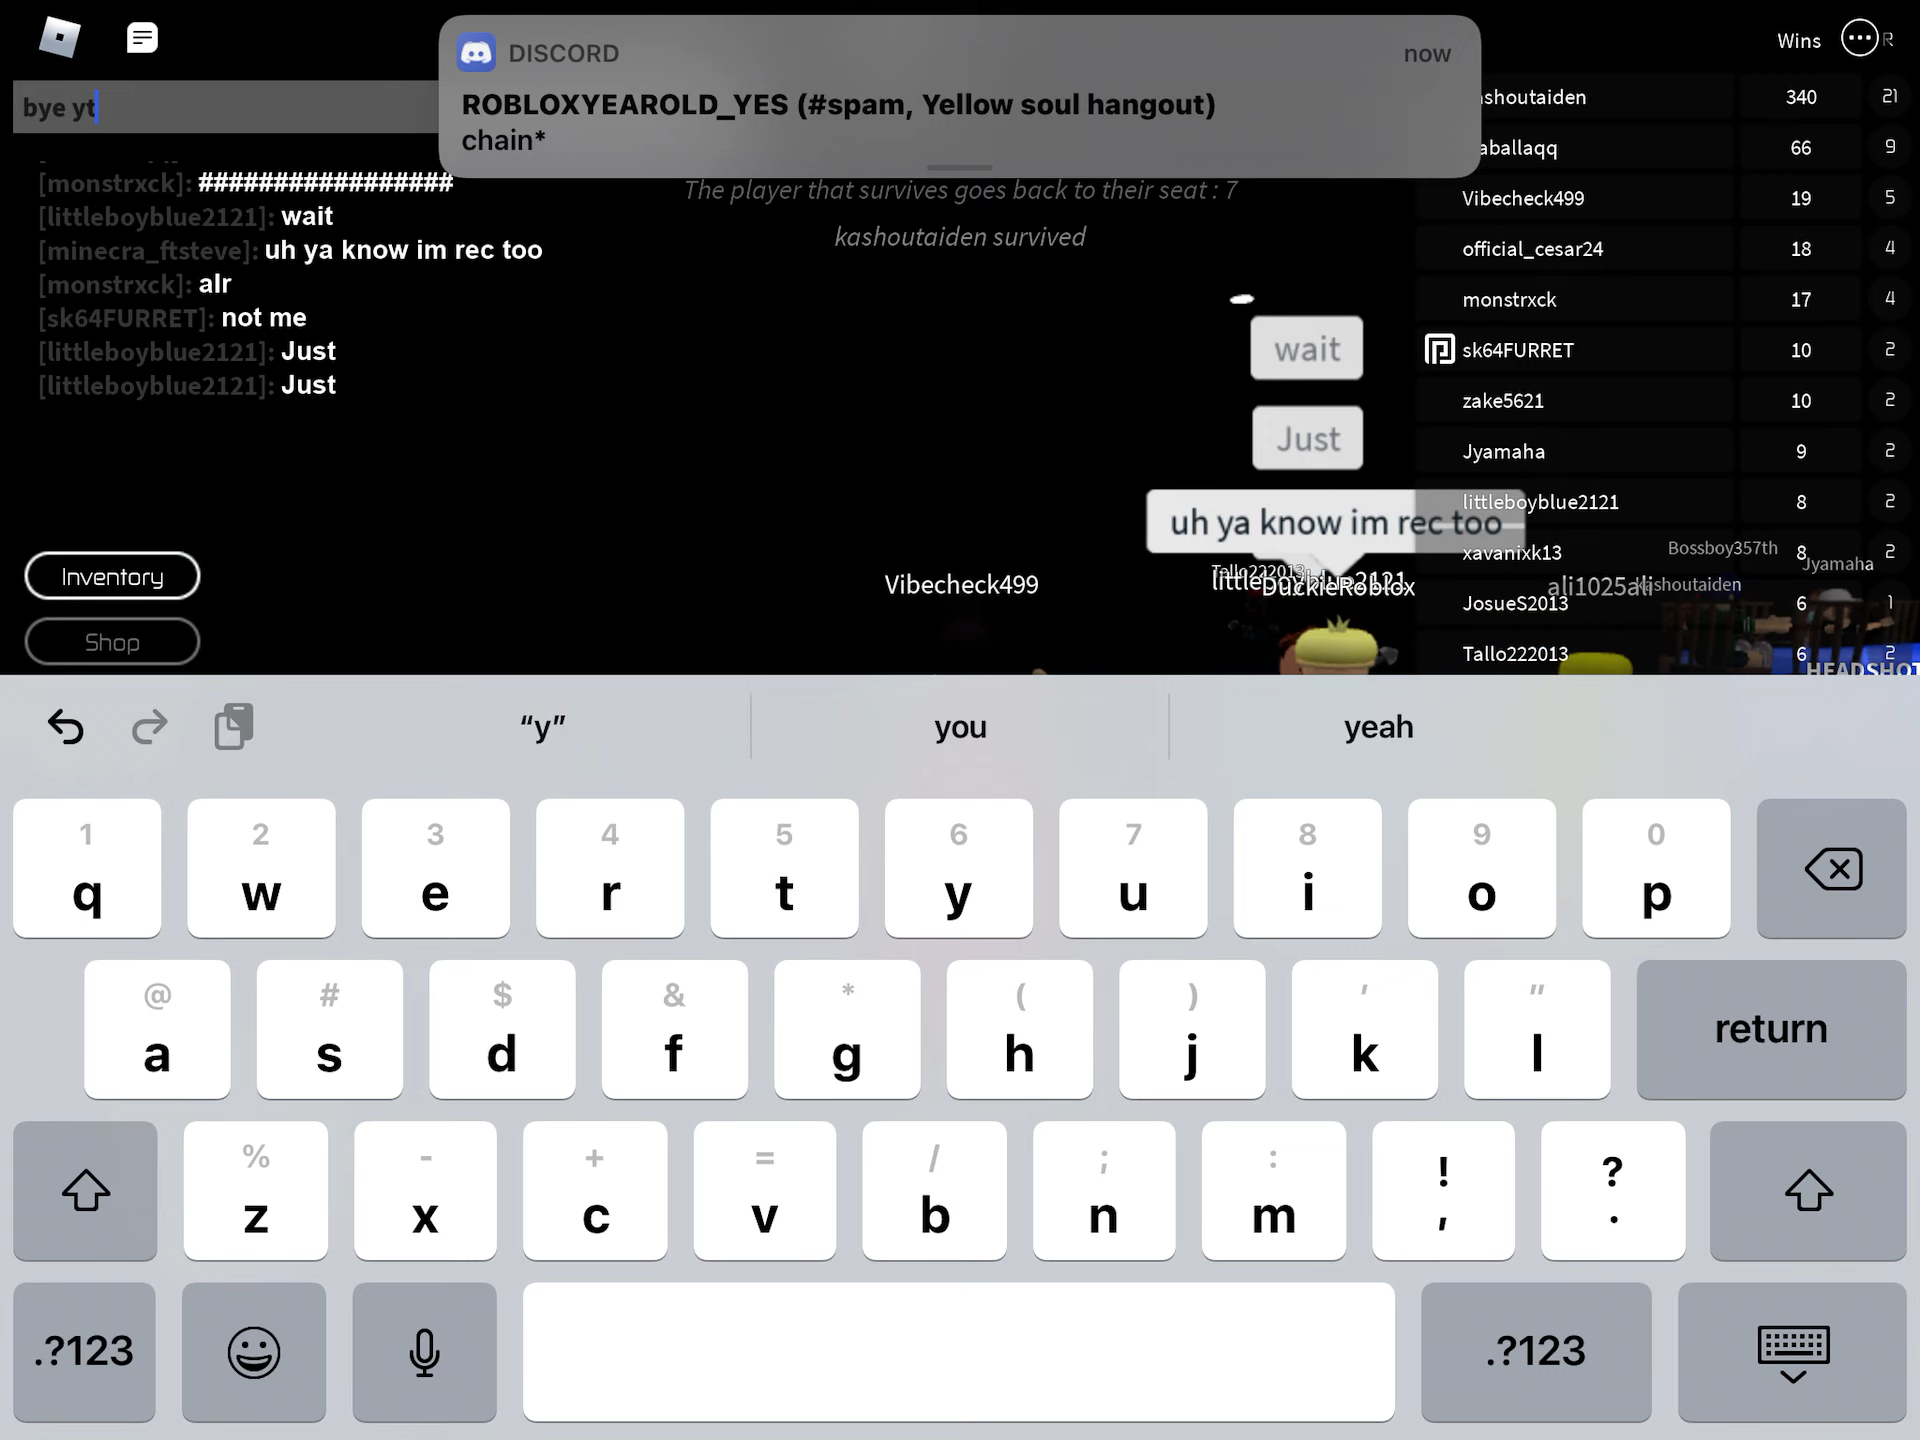 DISCORD
now
ROBLOXYEAROLD_YES (#spam, Yellow soul hangout)
chain*
Wins
R
bye yt
shoutaiden 340 21
aballaqq 66 9
Vibecheck499 19 5
official_cesar24 18 4
monstrxck 17 4
sk64FURRET 10 2
zake5621 10 2
Jyamaha 9 2
littleboyblue2121 8 2
xavanixk13 8 2
JosueS2013 6 1
Tallo222013 6 2
[monstrxck]: #################
[littleboyblue2121]: wait
[minecra_ftsteve]: uh ya know im rec too
[monstrxck]: alr
[sk64FURRET]: not me
[littleboyblue2121]: Just
[littleboyblue2121]: Just
The player that survives goes back to their seat : 7
kashoutaiden survived
wait
Just
uh ya know im rec too
Vibecheck499
Tallo222013
littleboyblue2121
DuckieRoblox
ali1025ali
kashoutaiden
Bossboy357th
Jyamaha
HEADSHOT
Inventory
Shop
“y” you yeah
1 2 3 4 5 6 7 8 9 0
q w e r t y u i o p
@ # $ & * ( ) ' "
a s d f g h j k l return
% - + = / ; : ! ?
z x c v b n m , .
.?123 .?123